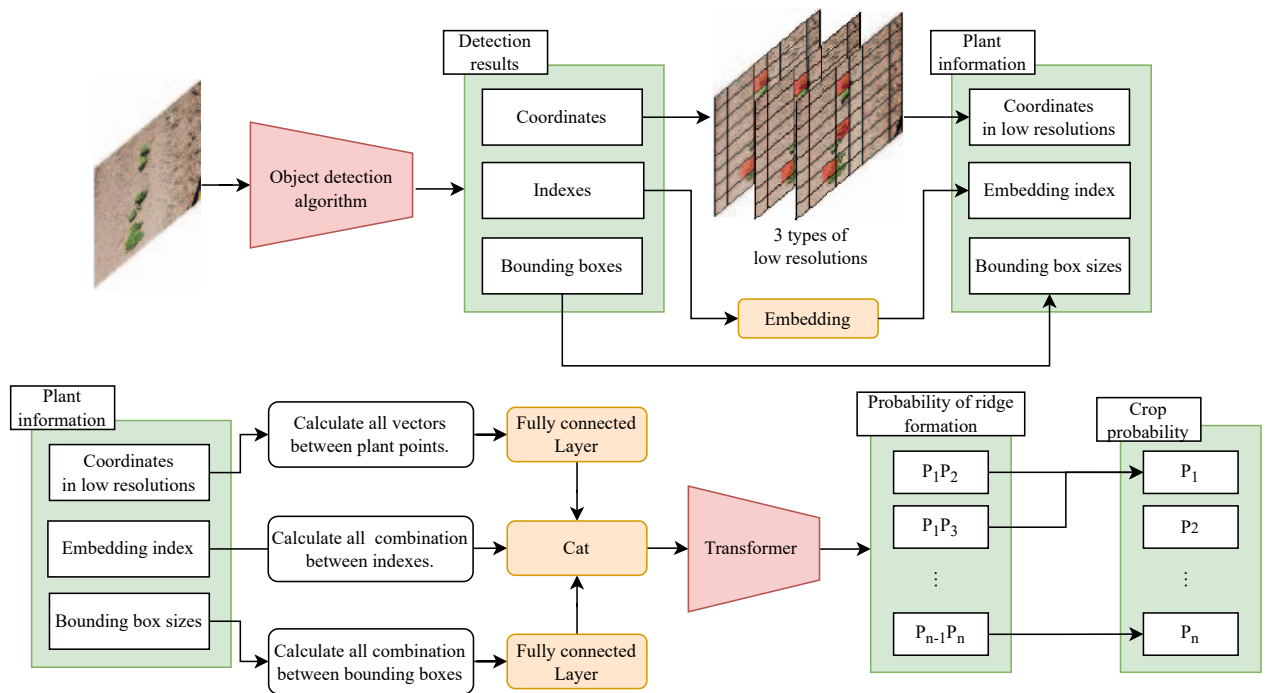 Detection
results
Plant
information
Coordinates
Coordinates
in low resolutions
Object detection
algorithm
Indexes
Embedding index
3 types of
low resolutions
Bounding boxes
Bounding box sizes
Embedding
Plant
information
Calculate all vectors
between plant points.
Fully connected
Layer
Probability of ridge
formation
Crop
probability
Coordinates
in low resolutions
P₁P₂
P₁
Embedding index
Calculate all combination
between indexes.
Cat
Transformer
P₁P₃
P₂
⋮
⋮
Bounding box sizes
Calculate all combination
between bounding boxes
Fully connected
Layer
Pₙ₋₁Pₙ
Pₙ